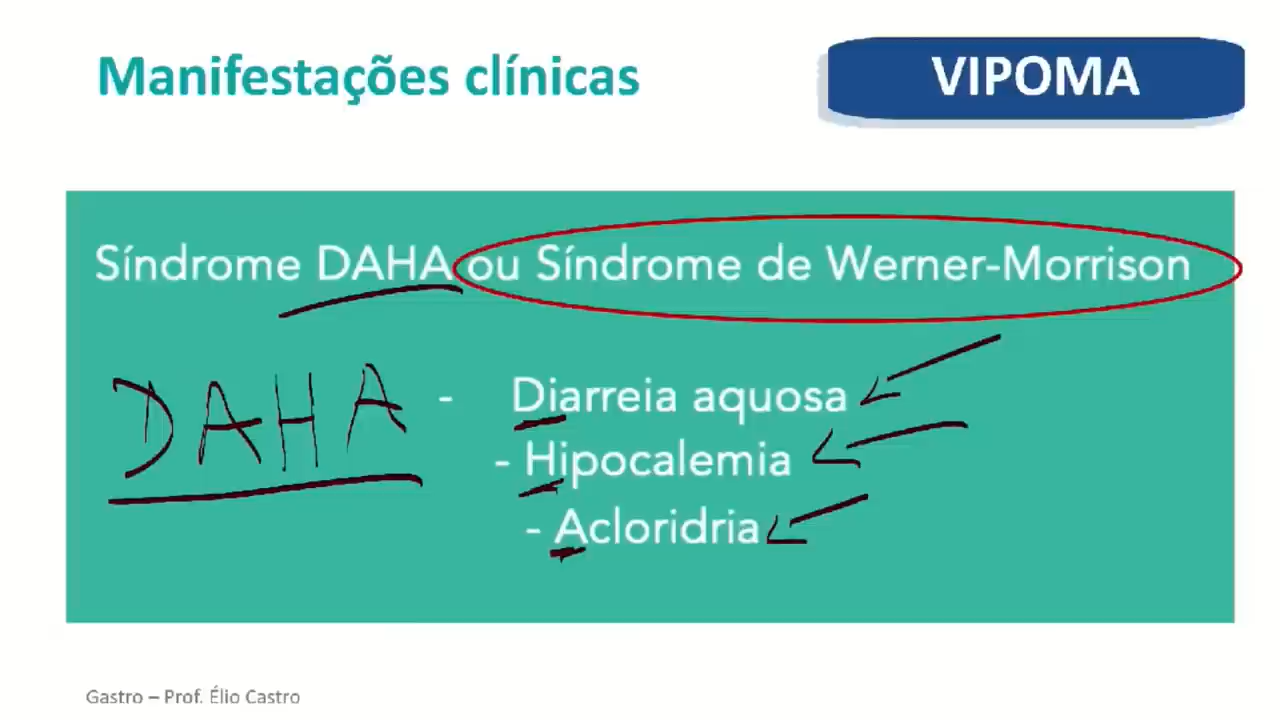 Manifestações clínicas
VIPOMA
Síndrome DAHA ou Síndrome de Werner-Morrison
DAHA
- Diarreia aquosa
- Hipocalemia
- Acloridria
Gastro – Prof. Élio Castro